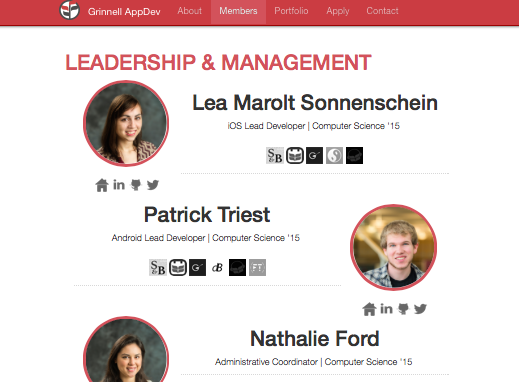 Grinnell AppDev About Members Portfolio Apply Contact
LEADERSHIP & MANAGEMENT
Lea Marolt Sonnenschein
iOS Lead Developer | Computer Science '15
Patrick Triest
Android Lead Developer | Computer Science '15
Nathalie Ford
Administrative Coordinator | Computer Science '15